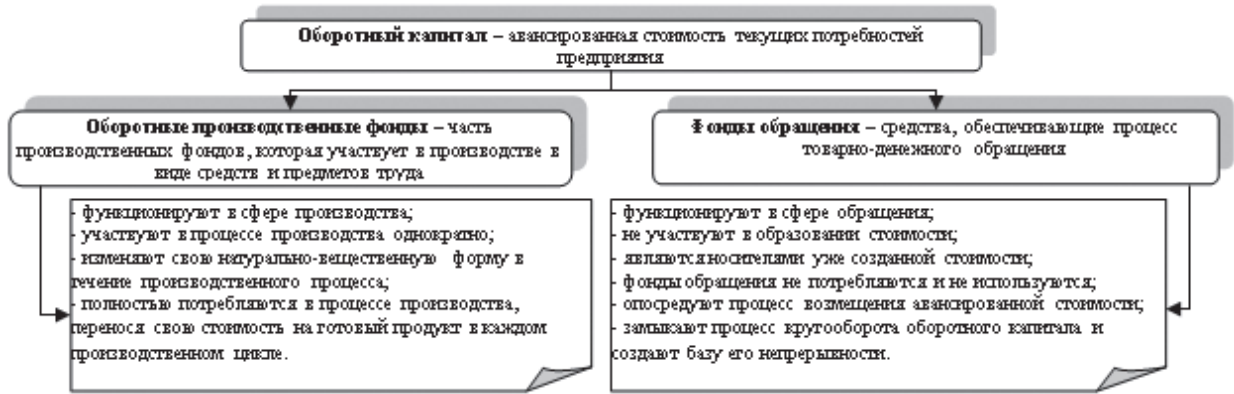 Оборотный капитал – авансированная стоимость текущих потребностей
предприятия
Оборотные производственные фонды – часть
производственных фондов, которая участвует в производстве в
виде средств и предметов труда
Фонды обращения – средства, обеспечивающие процесс
товарно-денежного обращения
- функционируют в сфере производства;
- участвуют в процессе производства однократно;
- изменяют свою натурально-вещественную форму в
течение производственного процесса;
- полностью потребляются в процессе производства,
перенося свою стоимость на готовый продукт в каждом
производственном цикле.
- функционируют в сфере обращения;
- не участвуют в образовании стоимости;
- являются носителями уже созданной стоимости;
- фонды обращения не потребляются и не используются;
- опосредуют процесс возмещения авансированной стоимости;
- замыкают процесс кругооборота оборотного капитала и
создают базу его непрерывности.